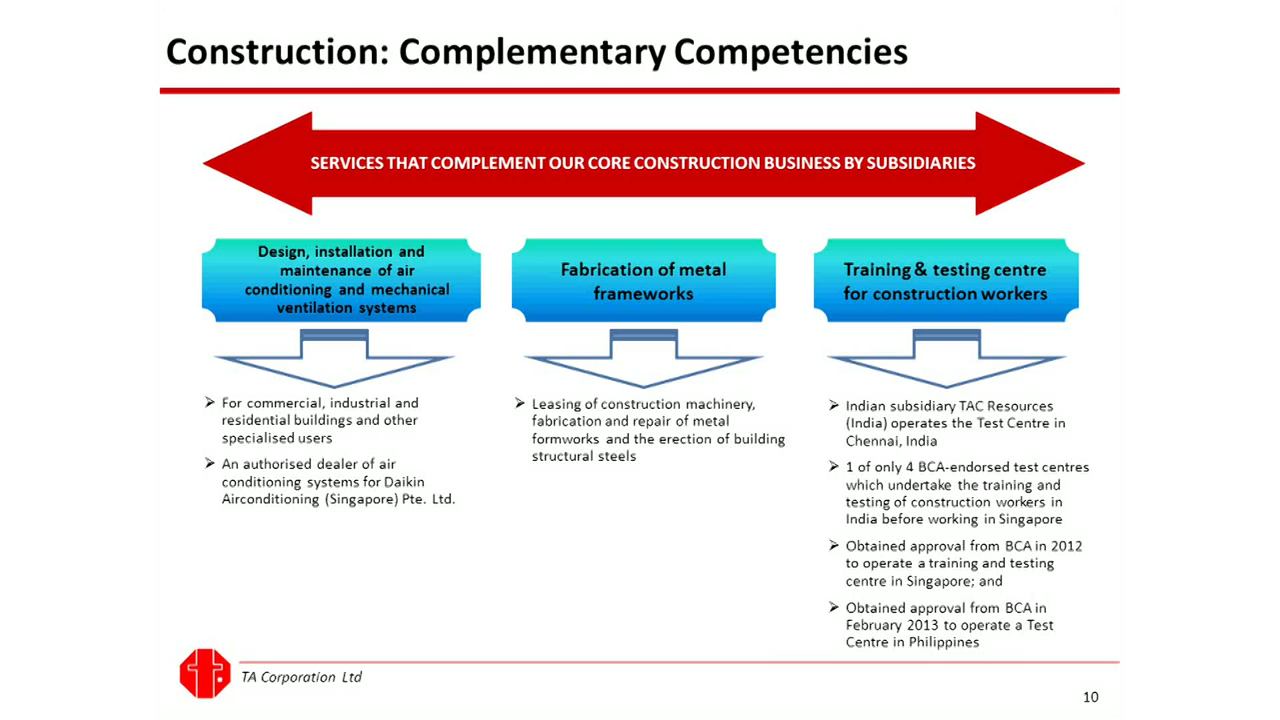 Construction: Complementary Competencies
SERVICES THAT COMPLEMENT OUR CORE CONSTRUCTION BUSINESS BY SUBSIDIARIES
Design, installation and
maintenance of air
conditioning and mechanical
ventilation systems
➢ For commercial, industrial and
residential buildings and other
specialised users
➢ An authorised dealer of air
conditioning systems for Daikin
Airconditioning (Singapore) Pte. Ltd.
Fabrication of metal
frameworks
➢ Leasing of construction machinery,
fabrication and repair of metal
formworks and the erection of building
structural steels
Training & testing centre
for construction workers
➢ Indian subsidiary TAC Resources
(India) operates the Test Centre in
Chennai, India
➢ 1 of only 4 BCA-endorsed test centres
which undertake the training and
testing of construction workers in
India before working in Singapore
➢ Obtained approval from BCA in 2012
to operate a training and testing
centre in Singapore; and
➢ Obtained approval from BCA in
February 2013 to operate a Test
Centre in Philippines
TA Corporation Ltd
10